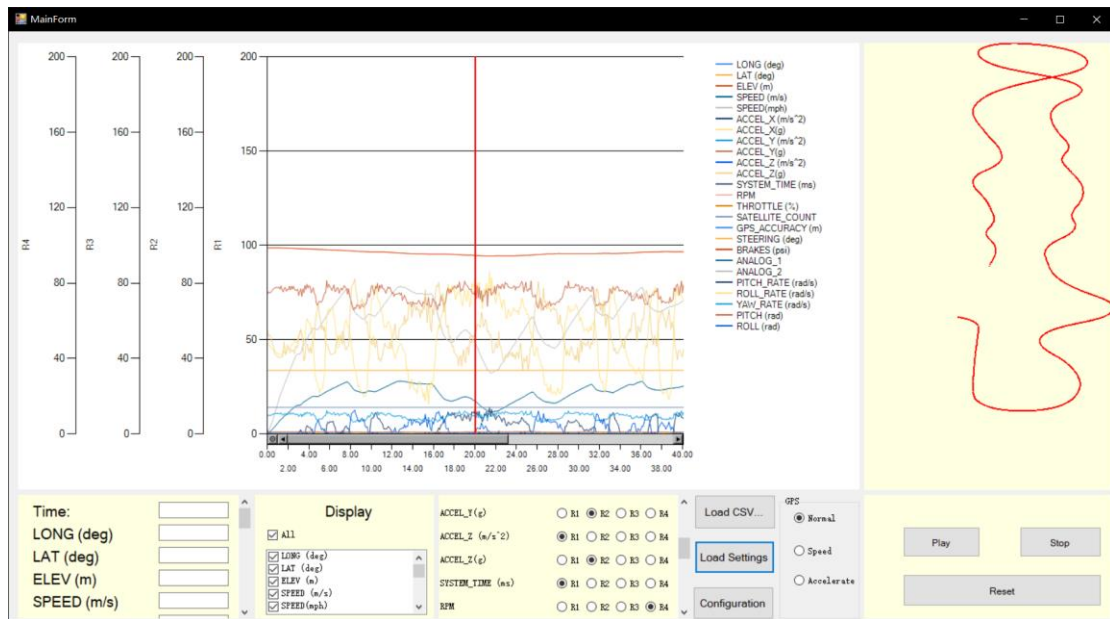 MainForm
200 200 200 200
160 160 160 150
120 120 120
R4 R3 R2 R1
100
80 80 80
50
40 40 40
0 0 0 0
0.00 4.00 8.00 12.00 16.00 20.00 24.00 28.00 32.00 36.00 40.00
2.00 6.00 10.00 14.00 18.00 22.00 26.00 30.00 34.00 38.00
LONG (deg)
LAT (deg)
ELEV (m)
SPEED (m/s)
SPEED(mph)
ACCEL_X (m/s^2)
ACCEL_X(g)
ACCEL_Y (m/s^2)
ACCEL_Y(g)
ACCEL_Z (m/s^2)
ACCEL_Z(g)
SYSTEM_TIME (ms)
RPM
THROTTLE (%)
SATELLITE_COUNT
GPS_ACCURACY (m)
STEERING (deg)
BRAKES (psi)
ANALOG_1
ANALOG_2
PITCH_RATE (rad/s)
ROLL_RATE (rad/s)
YAW_RATE (rad/s)
PITCH (rad)
ROLL (rad)
Time:
LONG (deg)
LAT (deg)
ELEV (m)
SPEED (m/s)
Display
All
LONG (deg)
LAT (deg)
ELEV (m)
SPEED (m/s)
SPEED(mph)
ACCEL_Y(g) R1 R2 R3 R4
ACCEL_Z (m/s^2) R1 R2 R3 R4
ACCEL_Z(g) R1 R2 R3 R4
SYSTEM_TIME (ms) R1 R2 R3 R4
RPM R1 R2 R3 R4
Load CSV...
Load Settings
Configuration
GPS
Normal
Speed
Accelerate
Play Stop
Reset